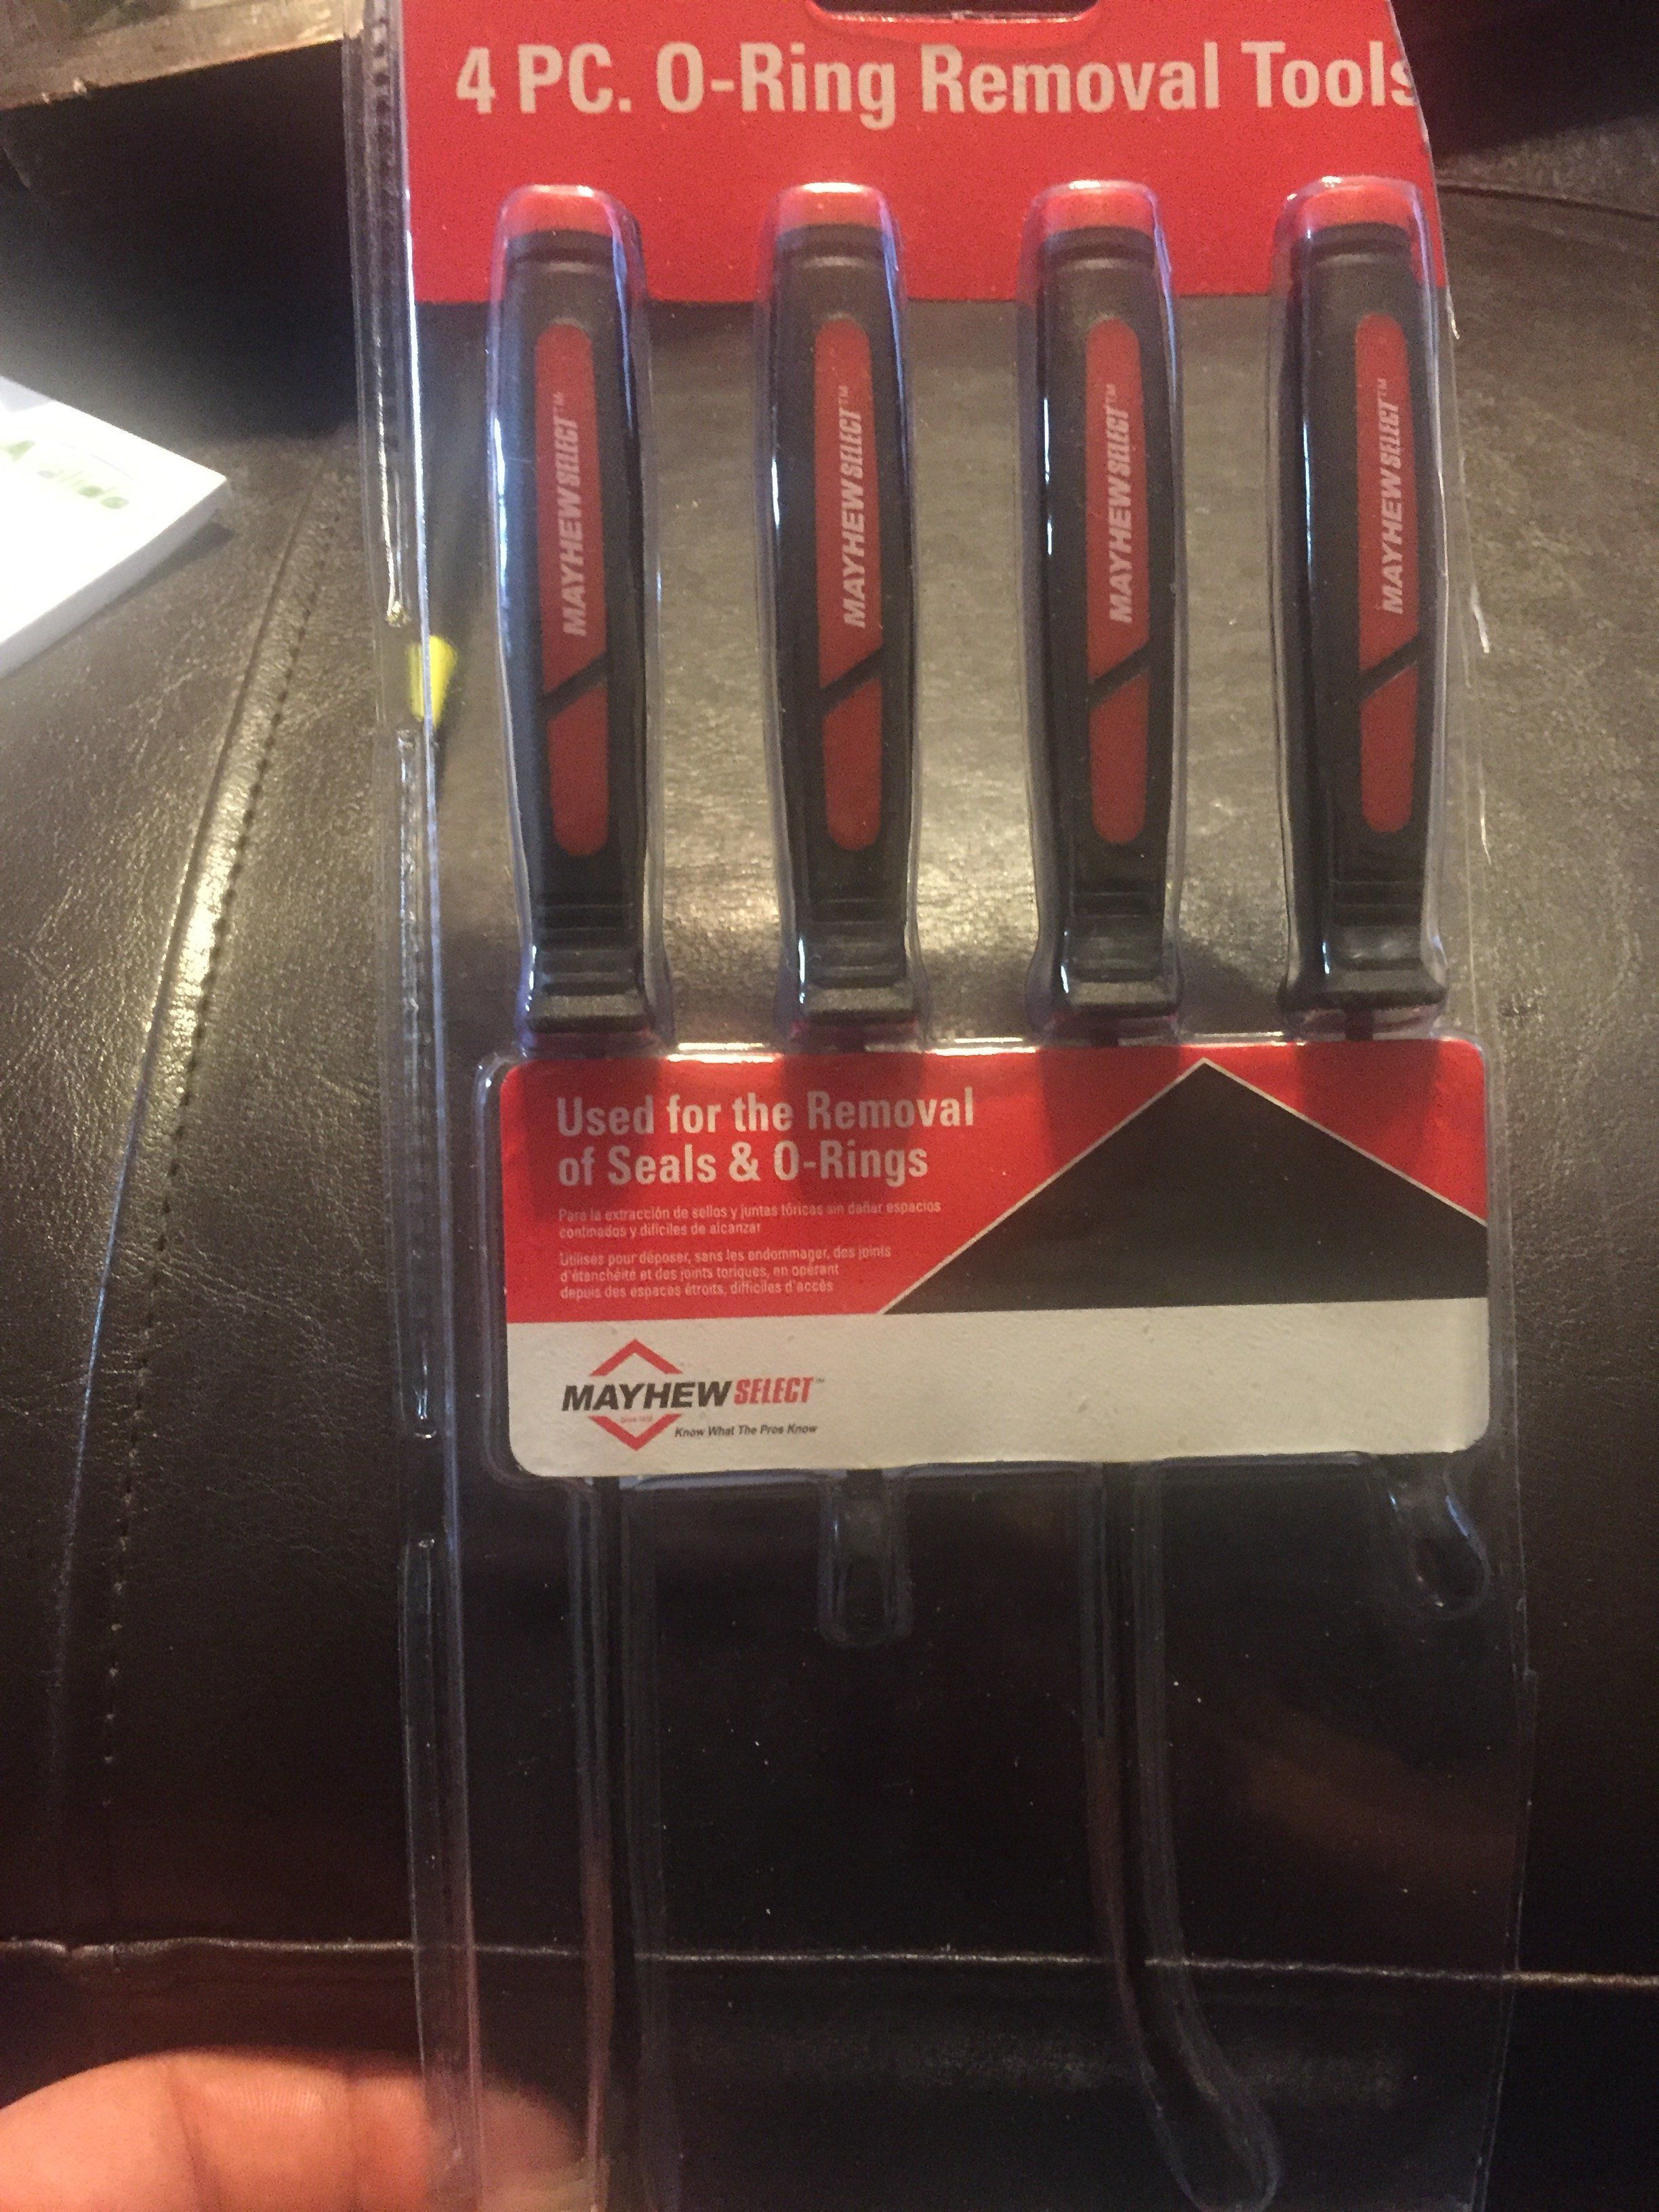 4 PC. O-Ring Removal Tools
MAYHEW SELECT™
MAYHEW SELECT™
MAYHEW SELECT™
MAYHEW SELECT™
Used for the Removal
of Seals & O-Rings
Para la extracción de sellos y juntas tóricas sin dañar espacios
confinados y difíciles de alcanzar
Utilisés pour déposer, sans les endommager, des joints
d'étanchéité et des joints toriques, en opérant
depuis des espaces étroits, difficiles d'accès
MAYHEW SELECT™
Know What The Pros Know